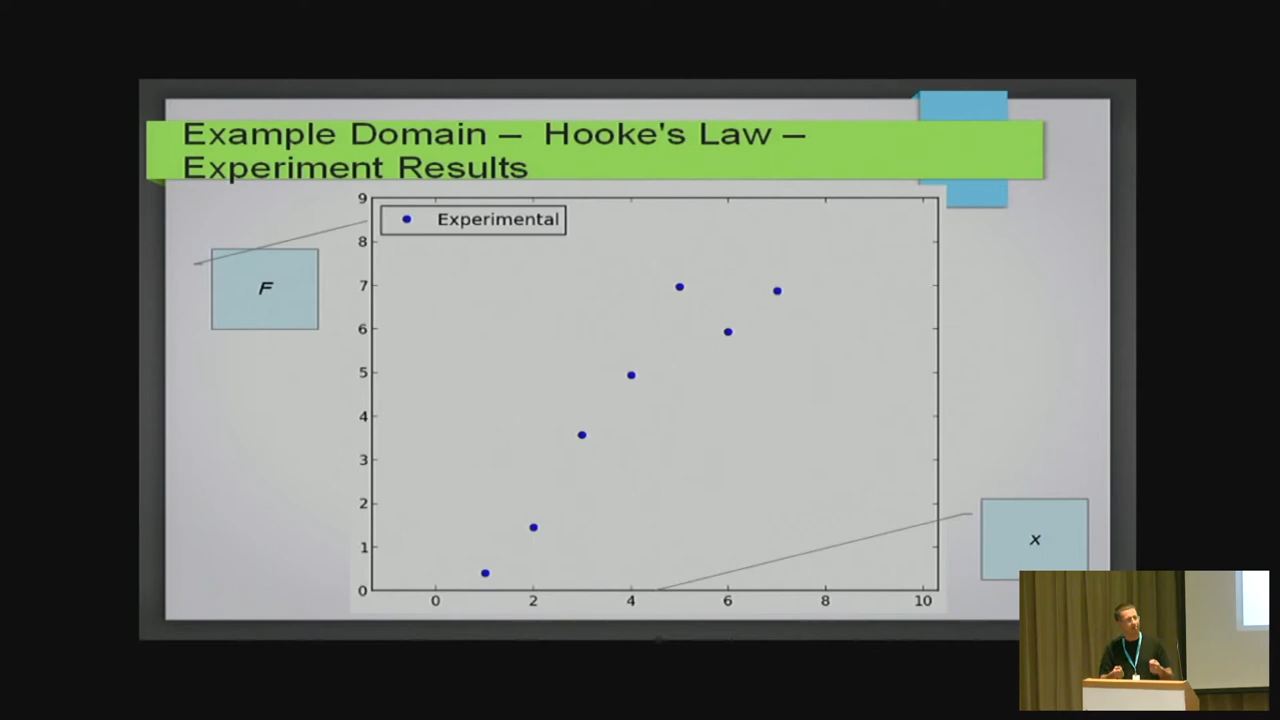 Example Domain – Hooke's Law –
Experiment Results
Experimental
F
x
9
8
7
6
5
4
3
2
1
0
0 2 4 6 8 10